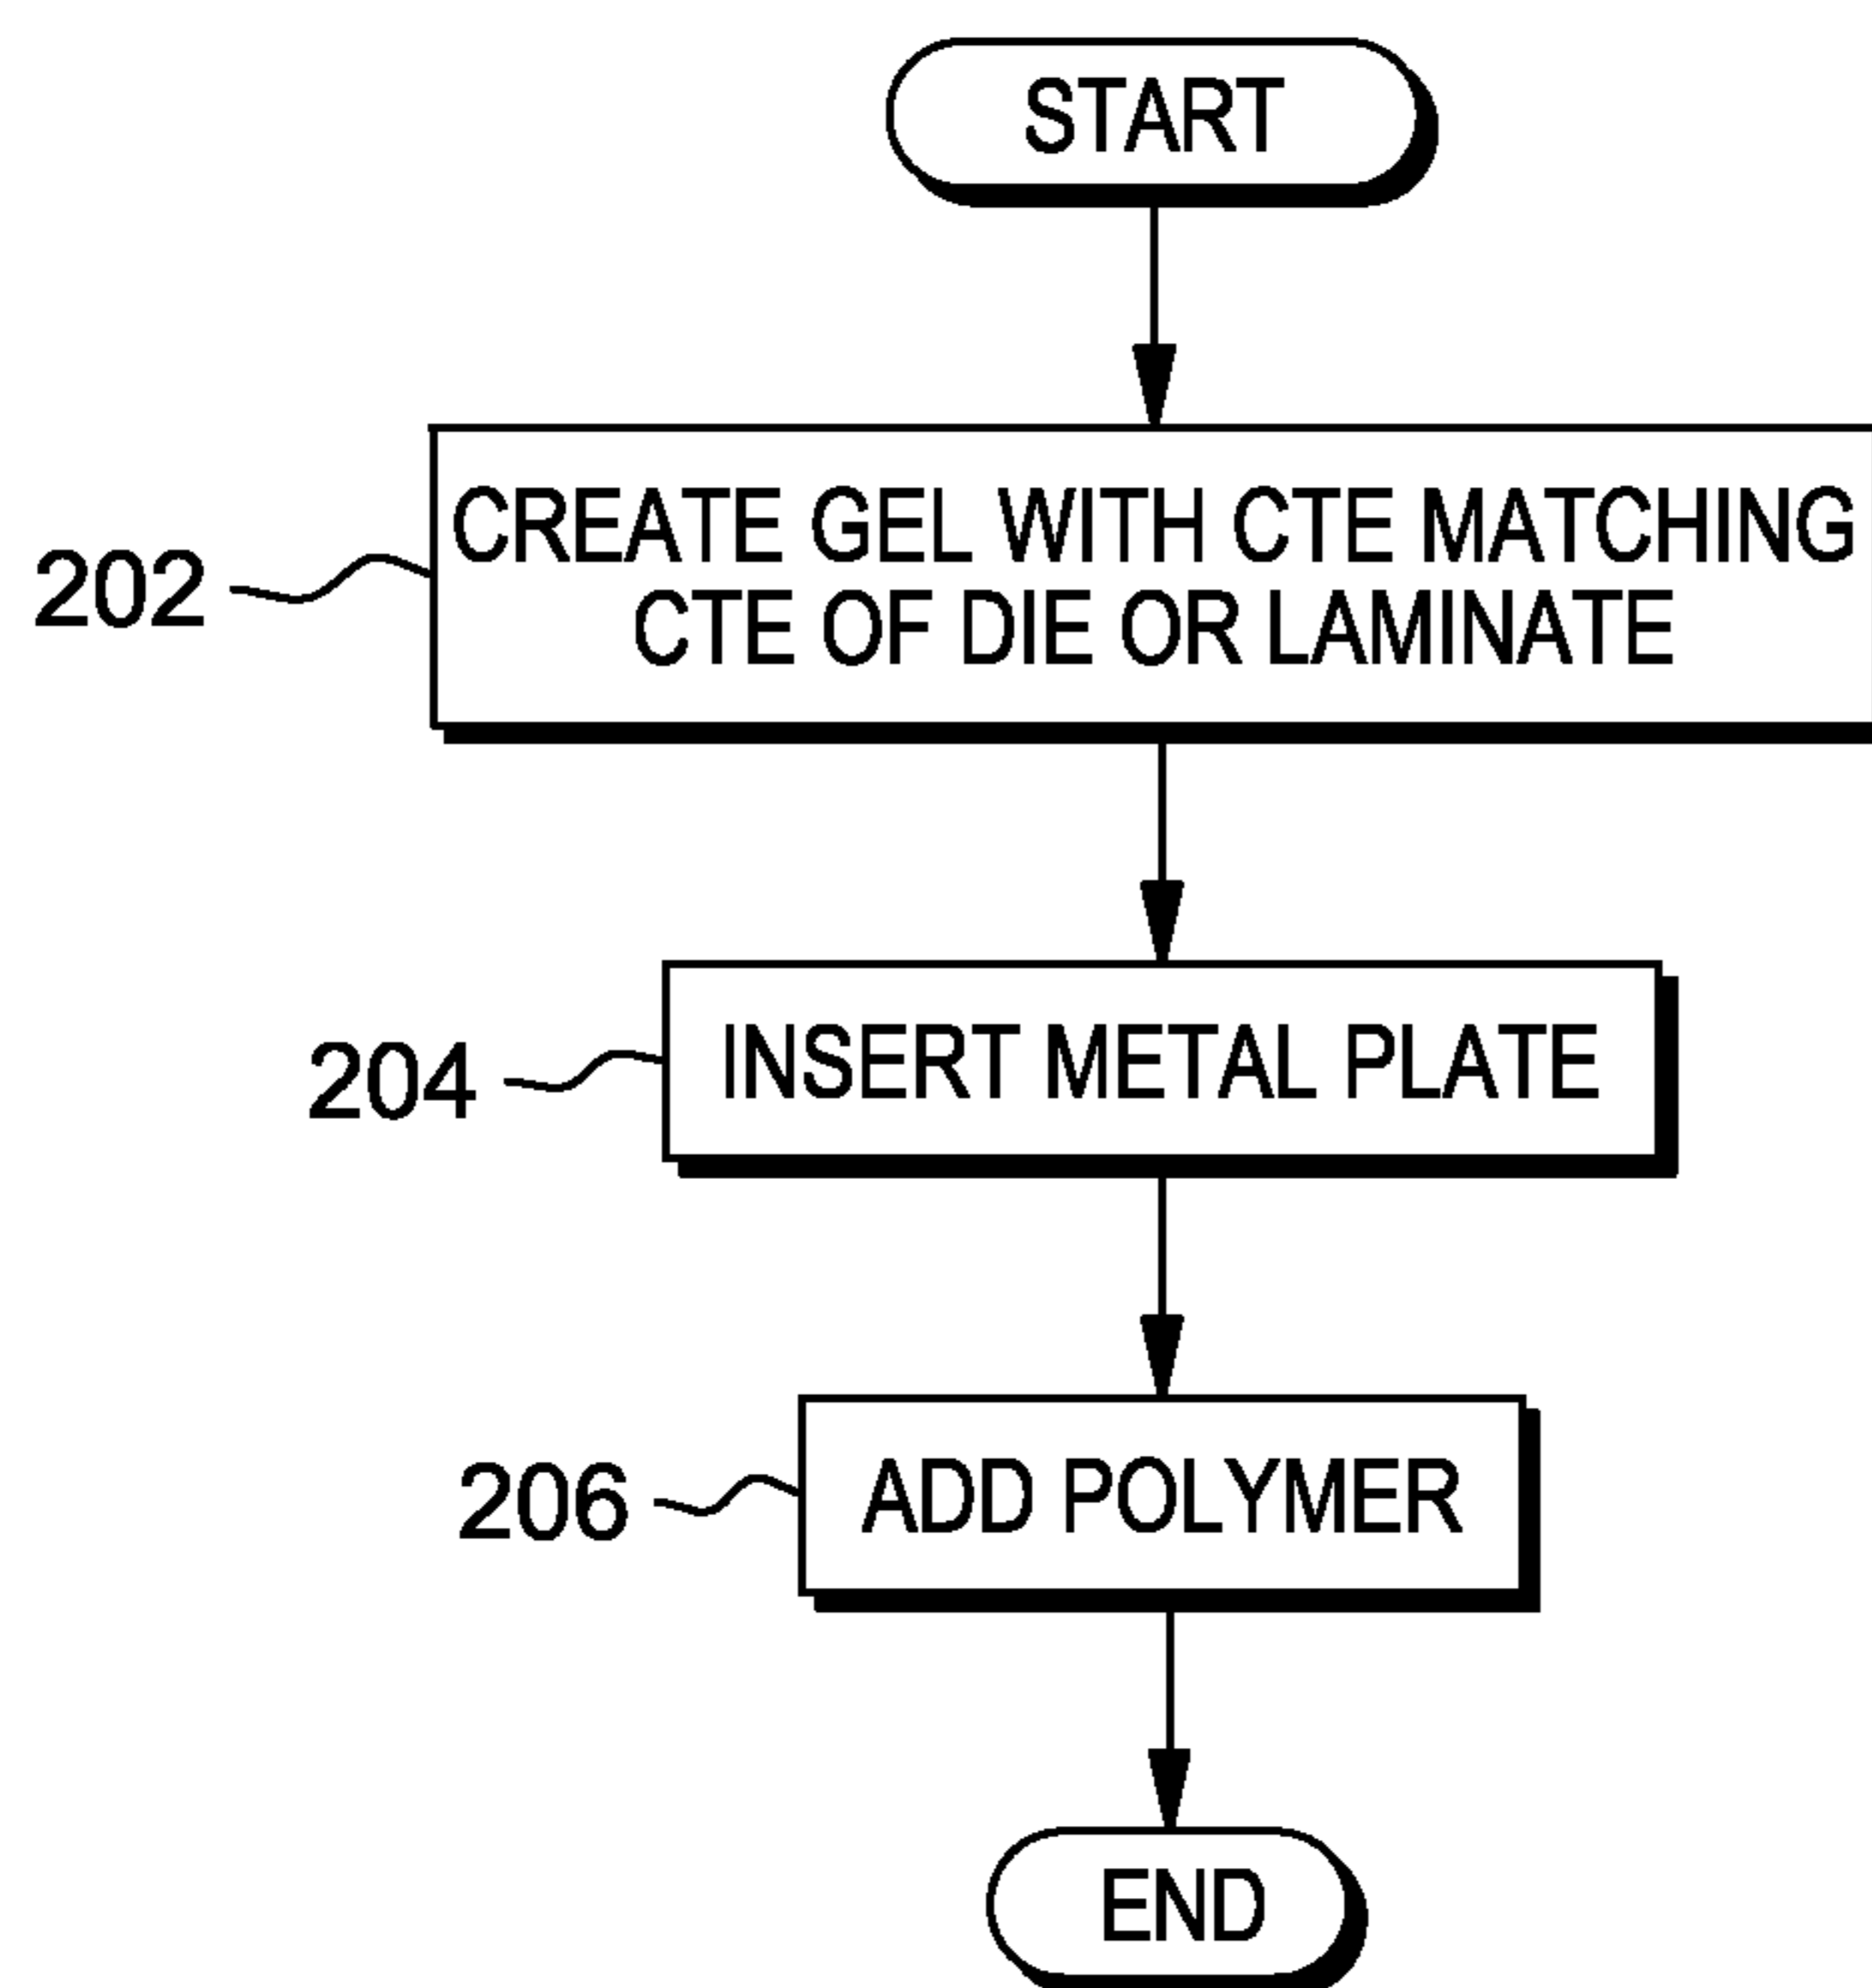 START
CREATE GEL WITH CTE MATCHING
CTE OF DIE OR LAMINATE
202
INSERT METAL PLATE
204
ADD POLYMER
206
END